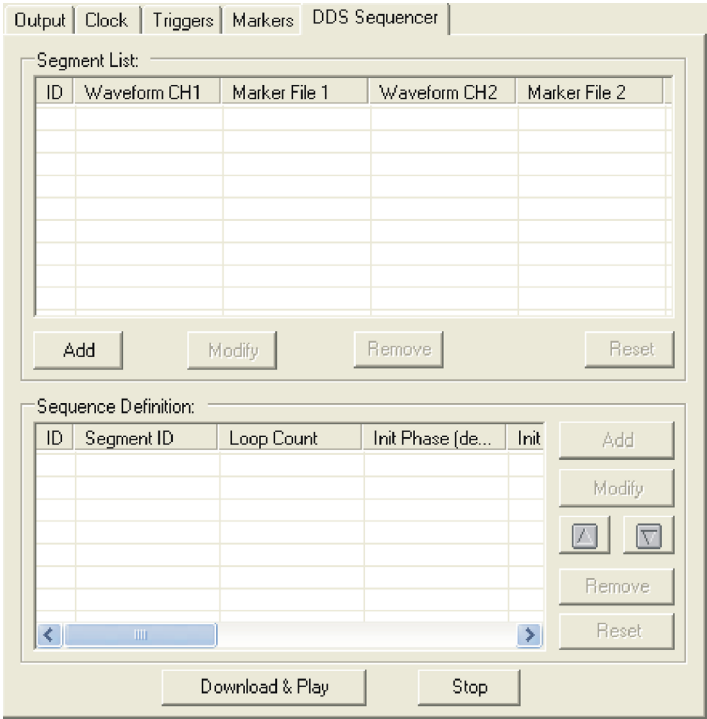 Output Clock Triggers Markers DDS Sequencer
Segment List:
ID Waveform CH1 Marker File 1 Waveform CH2 Marker File 2
Add Modify Remove Reset
Sequence Definition:
ID Segment ID Loop Count Init Phase (de... Init
Add
Modify
Remove
Reset
Download & Play Stop